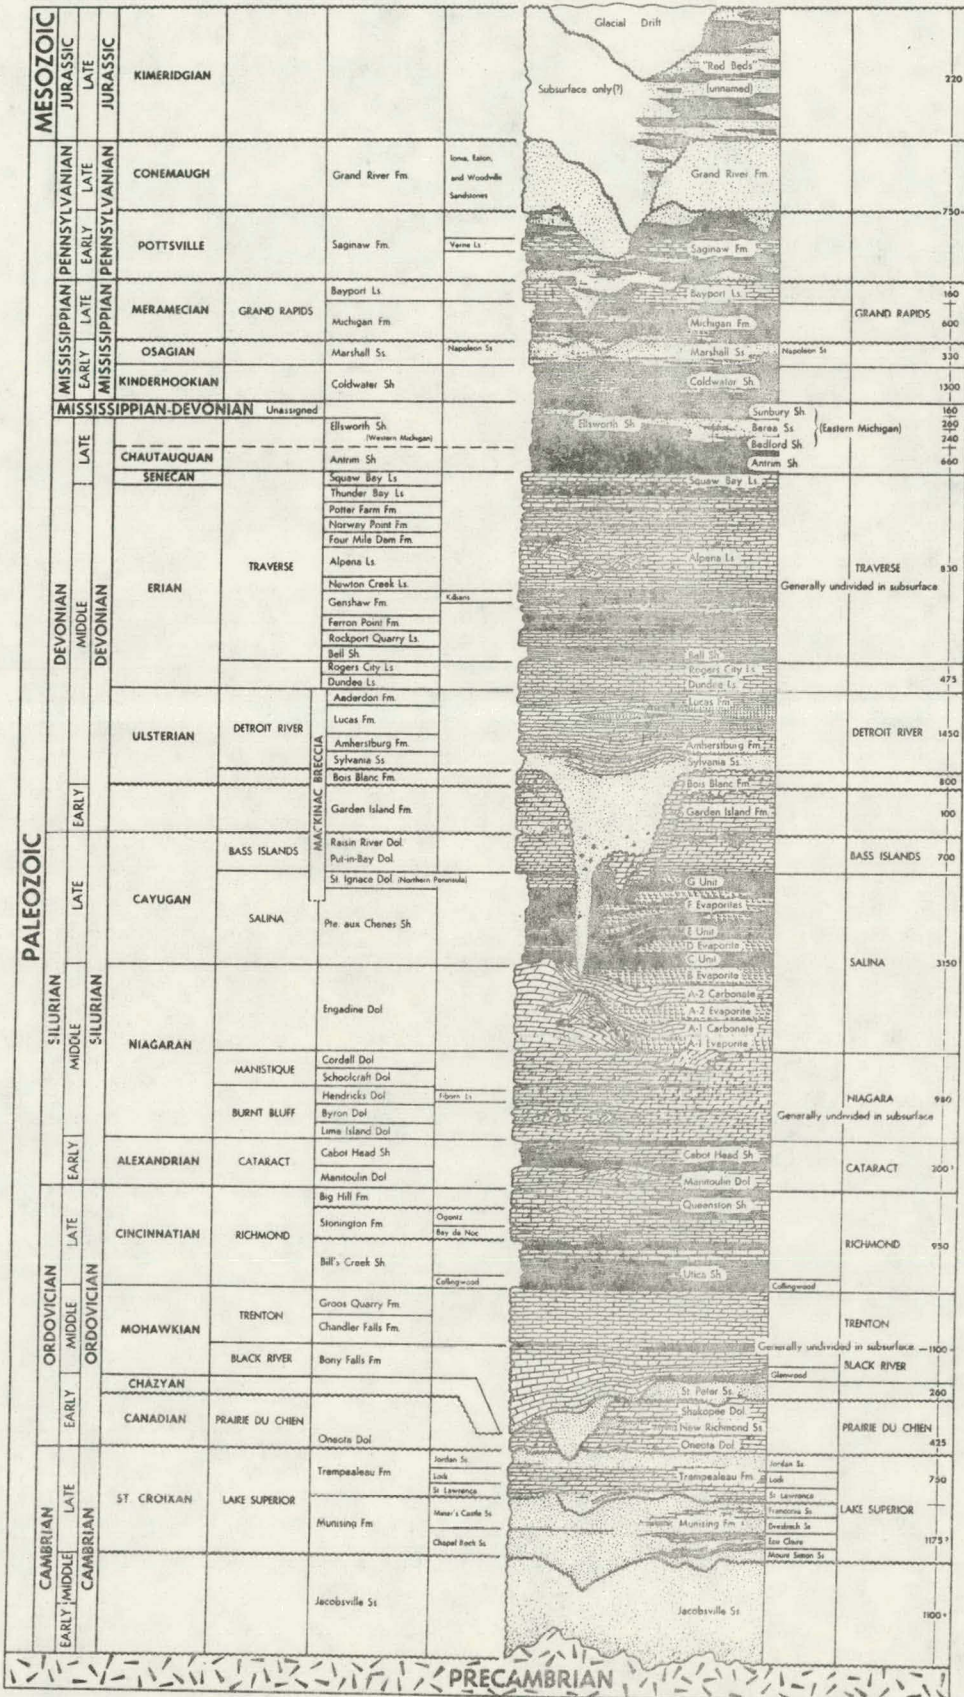 MESOZOIC
JURASSIC
LATE
JURASSIC
KIMERIDGIAN
Glacial Drift
"Red Beds"
(unnamed)
Subsurface only(?)
220
PALEOZOIC
PENNSYLVANIAN
LATE
EARLY
PENNSYLVANIAN
CONEMAUGH
Grand River Fm.
Ionia, Eaton,
and Woodville
Sandstones
Grand River Fm.
750
POTTSVILLE
Saginaw Fm.
Verne Ls
Saginaw Fm.
MISSISSIPPIAN
LATE
EARLY
MISSISSIPPIAN
MERAMECIAN
GRAND RAPIDS
Bayport Ls
Bayport Ls
160
GRAND RAPIDS
Michigan Fm.
Michigan Fm.
600
OSAGIAN
Marshall Ss
Napoleon Ss
Marshall Ss
Napoleon Ss
330
KINDERHOOKIAN
Coldwater Sh
Coldwater Sh
1300
MISSISSIPPIAN-DEVONIAN Unassigned
Ellsworth Sh
(Western Michigan)
Ellsworth Sh
Sunbury Sh
160
Berea Ss
(Eastern Michigan)
260
Bedford Sh
240
DEVONIAN
LATE
MIDDLE
EARLY
DEVONIAN
CHAUTAUQUAN
Antrim Sh
Antrim Sh
660
SENECAN
Squaw Bay Ls
Squaw Bay Ls
ERIAN
TRAVERSE
Thunder Bay Ls
Potter Farm Fm
Norway Point Fm
Four Mile Dam Fm.
Alpena Ls.
Alpena Ls
TRAVERSE
830
Generally undivided in subsurface
Newton Creek Ls.
Genshaw Fm.
Killians
Ferron Point Fm
Rockport Quarry Ls.
Bell Sh
Bell Sh
Rogers City Ls
Rogers City Ls
Dundee Ls
Dundee Ls
475
ULSTERIAN
DETROIT RIVER
MACKINAC BRECCIA
Anderdon Fm.
Lucas Fm.
Lucas Fm
DETROIT RIVER
1450
Amherstburg Fm.
Amherstburg Fm
Sylvania Ss
Sylvania Ss
Bois Blanc Fm.
Bois Blanc Fm
800
Garden Island Fm.
Garden Island Fm.
100
SILURIAN
LATE
MIDDLE
EARLY
SILURIAN
CAYUGAN
BASS ISLANDS
Raisin River Dol.
Put-in-Bay Dol.
BASS ISLANDS
700
St. Ignace Dol. (Northern Peninsula)
SALINA
Pte. aux Chenes Sh
G Unit
F Evaporites
E Unit
D Evaporite
C Unit
B Evaporite
A-2 Carbonate
A-2 Evaporite
A-1 Carbonate
A-1 Evaporite
SALINA
3150
NIAGARAN
Engadine Dol
MANISTIQUE
Cordell Dol
Schoolcraft Dol
BURNT BLUFF
Hendricks Dol
Fiborn Ls
Byron Dol
Lime Island Dol
NIAGARA
980
Generally undivided in subsurface
ALEXANDRIAN
CATARACT
Cabot Head Sh
Cabot Head Sh
CATARACT
Manitoulin Dol
Manitoulin Dol
ORDOVICIAN
LATE
MIDDLE
EARLY
ORDOVICIAN
CINCINNATIAN
RICHMOND
Big Hill Fm.
Queenston Sh
Stonington Fm.
Ogontz
Bay de Noc
RICHMOND
950
Bill's Creek Sh
Utica Sh
Collingwood
Collingwood
MOHAWKIAN
TRENTON
Groos Quarry Fm.
Chandler Falls Fm.
TRENTON
Generally undivided in subsurface
1100
BLACK RIVER
Bony Falls Fm
BLACK RIVER
Glenwood
CHAZYAN
St Peter Ss
260
CANADIAN
PRAIRIE DU CHIEN
Oneota Dol
Shakopee Dol
New Richmond Ss
Oneota Dol
PRAIRIE DU CHIEN
425
CAMBRIAN
LATE
MIDDLE
EARLY
CAMBRIAN
ST CROIXAN
LAKE SUPERIOR
Trempealeau Fm
Jordan Ss
Lodi
St Lawrence
Trempealeau Fm
Jordan Ss
Lodi
St Lawrence
750
LAKE SUPERIOR
Munising Fm
Miner's Castle Ss
Chapel Rock Ss
Munising Fm
Franconia Ss
Dresbach Ss
Eau Claire
Mount Simon Ss
1175?
Jacobsville Ss
Jacobsville Ss
1100+
PRECAMBRIAN